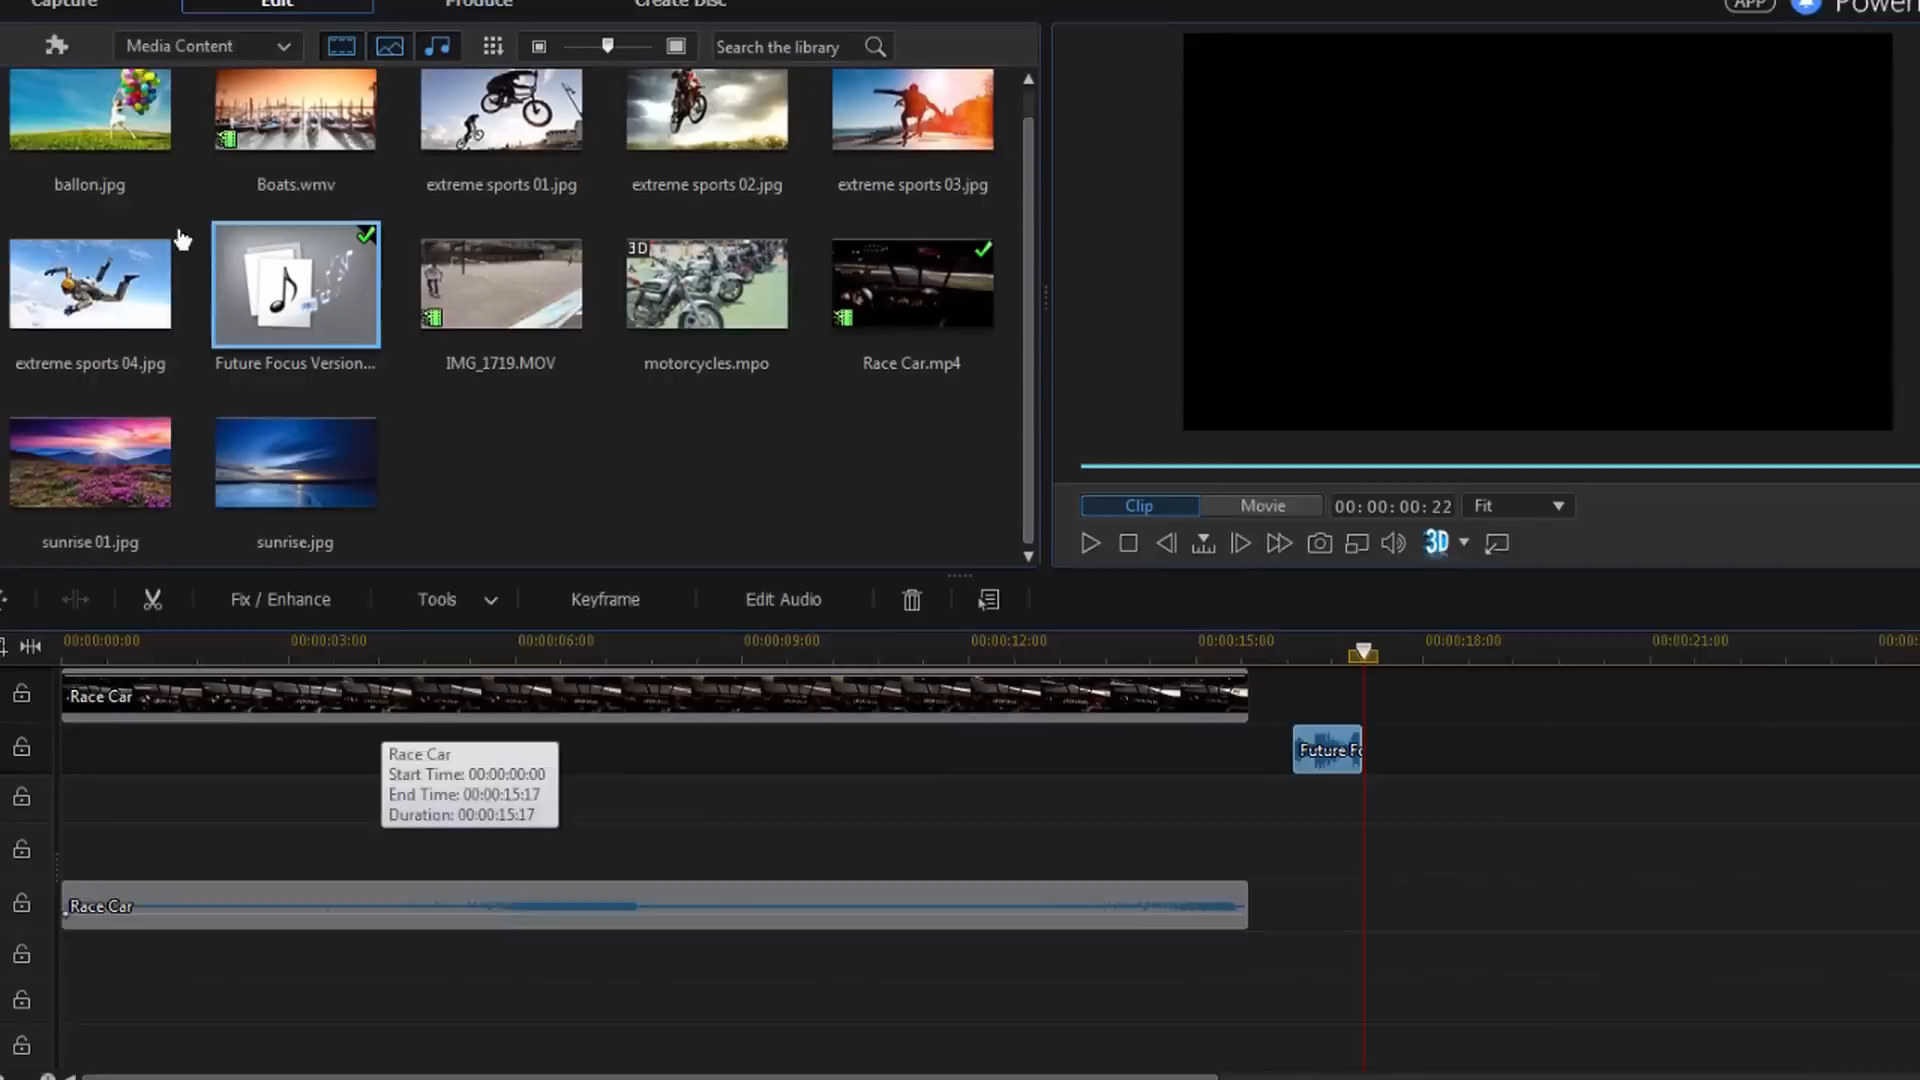 Capture
Edit
Produce
Create Disc
APP
Media Content
Search the library
ballon.jpg
Boats.wmv
extreme sports 01.jpg
extreme sports 02.jpg
extreme sports 03.jpg
3D
extreme sports 04.jpg
Future Focus Version...
IMG_1719.MOV
motorcycles.mpo
Race Car.mp4
sunrise 01.jpg
sunrise.jpg
Clip
Movie
00:00:00:22
Fit
3D
Fix / Enhance
Tools
Keyframe
Edit Audio
00:00:00:00
00:00:03:00
00:00:06:00
00:00:09:00
00:00:12:00
00:00:15:00
00:00:18:00
00:00:21:00
Race Car
Future Fo
Race Car
Start Time: 00:00:00:00
End Time: 00:00:15:17
Duration: 00:00:15:17
Race Car